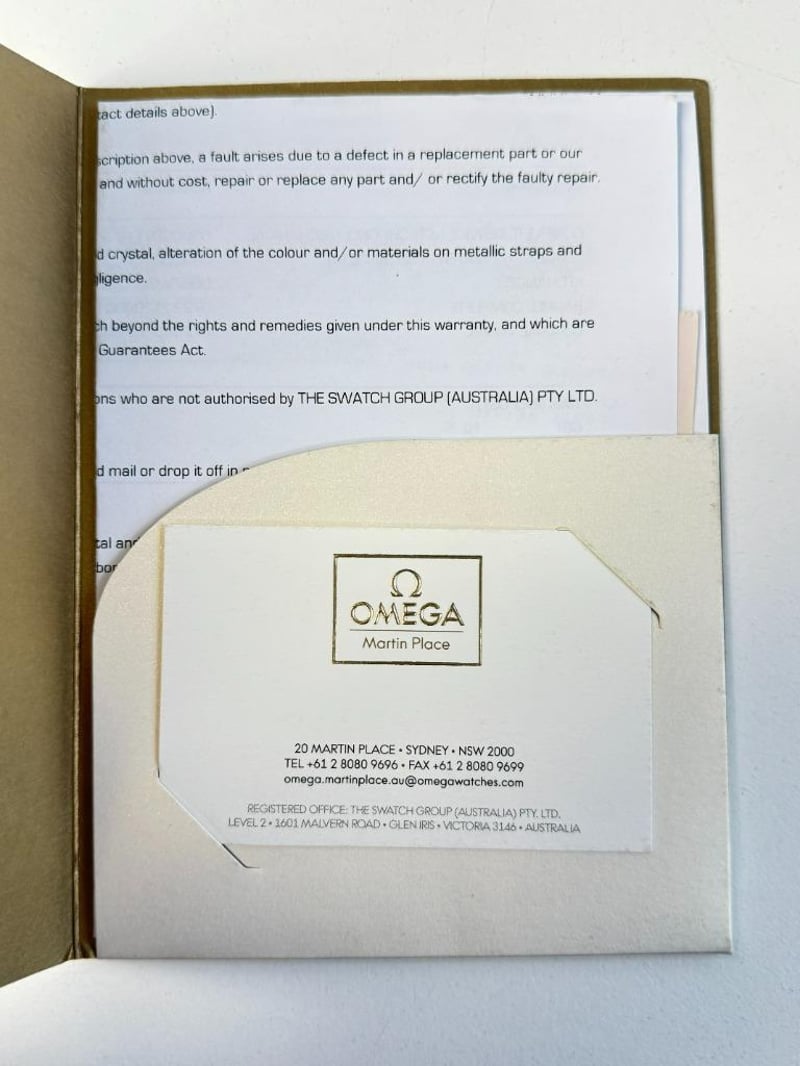 tact details above).
scription above, a fault arises due to a defect in a replacement part or our
and without cost, repair or replace any part and/ or rectify the faulty repair.
d crystal, alteration of the colour and/or materials on metallic straps and
ligence.
ch beyond the rights and remedies given under this warranty, and which are
Guarantees Act.
ons who are not authorised by THE SWATCH GROUP (AUSTRALIA) PTY LTD.
d mail or drop it off in
tal and
bor
Ω
OMEGA
Martin Place
20 MARTIN PLACE • SYDNEY • NSW 2000
TEL +61 2 8080 9696 • FAX +61 2 8080 9699
omega.martinplace.au@omegawatches.com
REGISTERED OFFICE: THE SWATCH GROUP (AUSTRALIA) PTY. LTD.
LEVEL 2 • 1601 MALVERN ROAD • GLEN IRIS • VICTORIA 3146 • AUSTRALIA